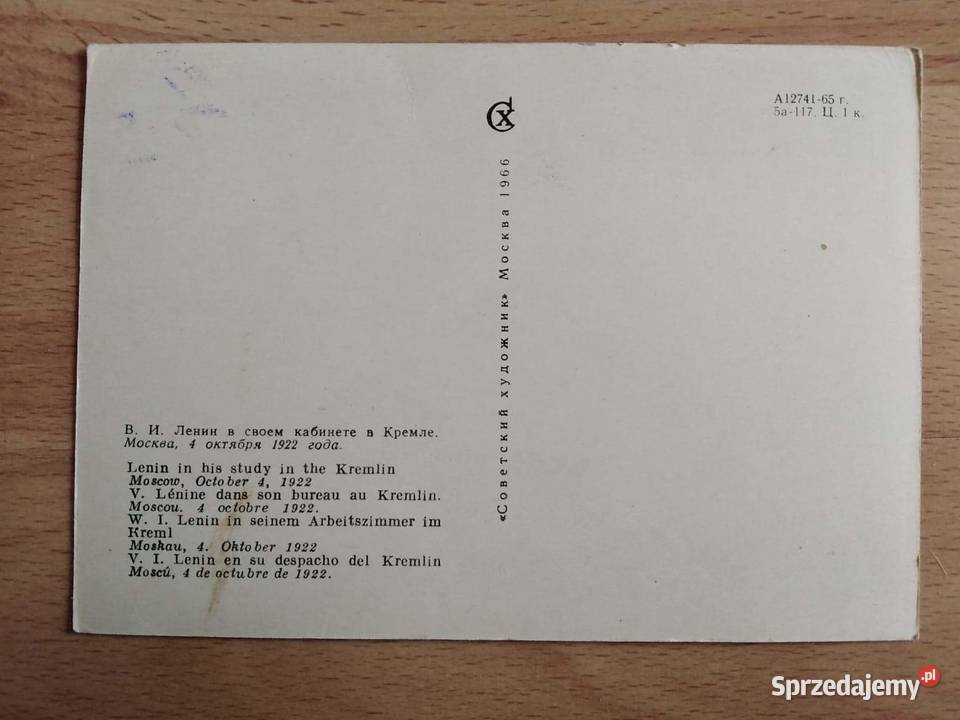 А12741-65 г.
5а-117. Ц. 1 к.
«Советский художник» Москва 1966
В. И. Ленин в своем кабинете в Кремле.
Москва, 4 октября 1922 года.
Lenin in his study in the Kremlin
Moscow, October 4, 1922
V. Lénine dans son bureau au Kremlin.
Moscou. 4 octobre 1922.
W. I. Lenin in seinem Arbeitszimmer im
Kreml
Moskau, 4. Oktober 1922
V. I. Lenin en su despacho del Kremlin
Moscú, 4 de octubre de 1922.
Sprzedajemy.pl